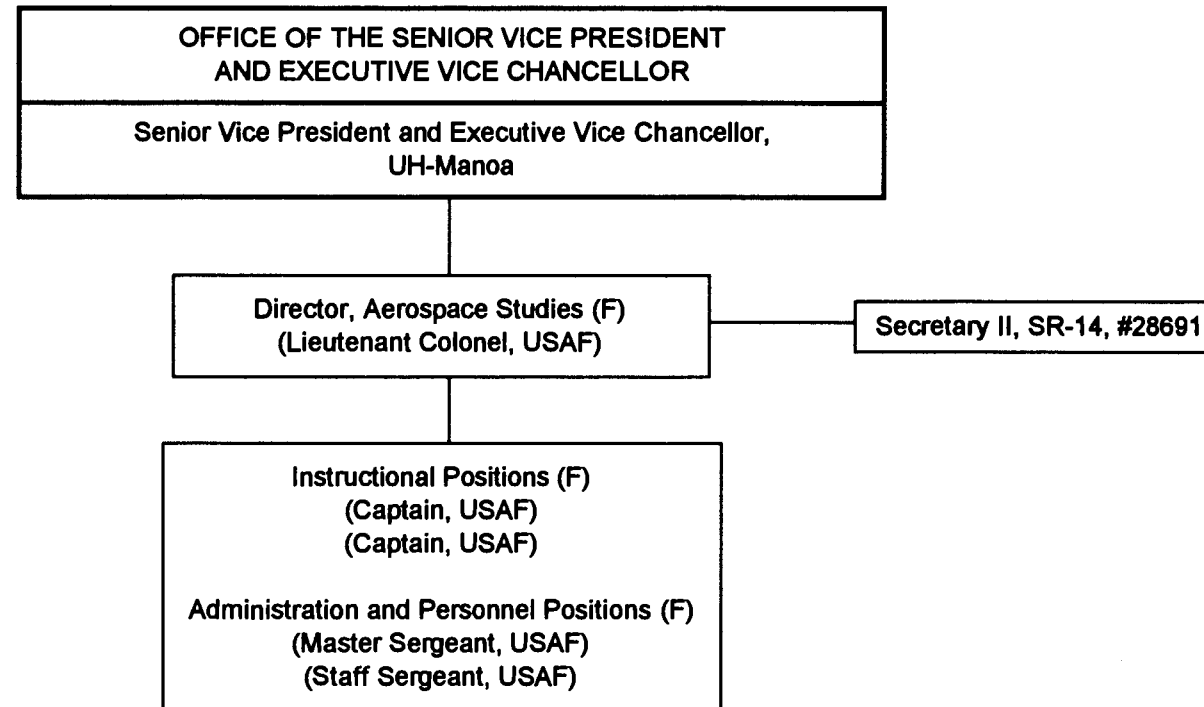 OFFICE OF THE SENIOR VICE PRESIDENT
AND EXECUTIVE VICE CHANCELLOR
Senior Vice President and Executive Vice Chancellor,
UH-Manoa
Director, Aerospace Studies (F)
(Lieutenant Colonel, USAF)
Secretary II, SR-14, #28691
Instructional Positions (F)
(Captain, USAF)
(Captain, USAF)
Administration and Personnel Positions (F)
(Master Sergeant, USAF)
(Staff Sergeant, USAF)